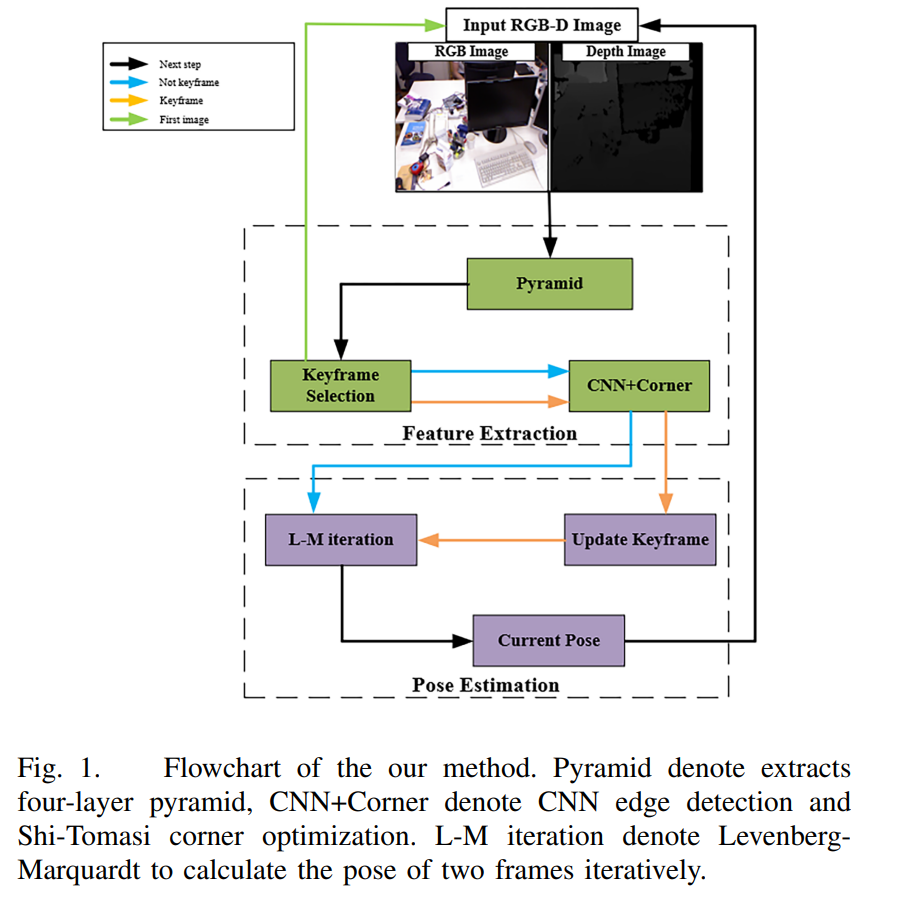 Input RGB-D Image
RGB Image
Depth Image
Next step
Not keyframe
Keyframe
First image
Pyramid
Keyframe
Selection
CNN+Corner
Feature Extraction
L-M iteration
Update Keyframe
Current Pose
Pose Estimation
Fig. 1. Flowchart of the our method. Pyramid denote extracts
four-layer pyramid, CNN+Corner denote CNN edge detection and
Shi-Tomasi corner optimization. L-M iteration denote Levenberg-
Marquardt to calculate the pose of two frames iteratively.